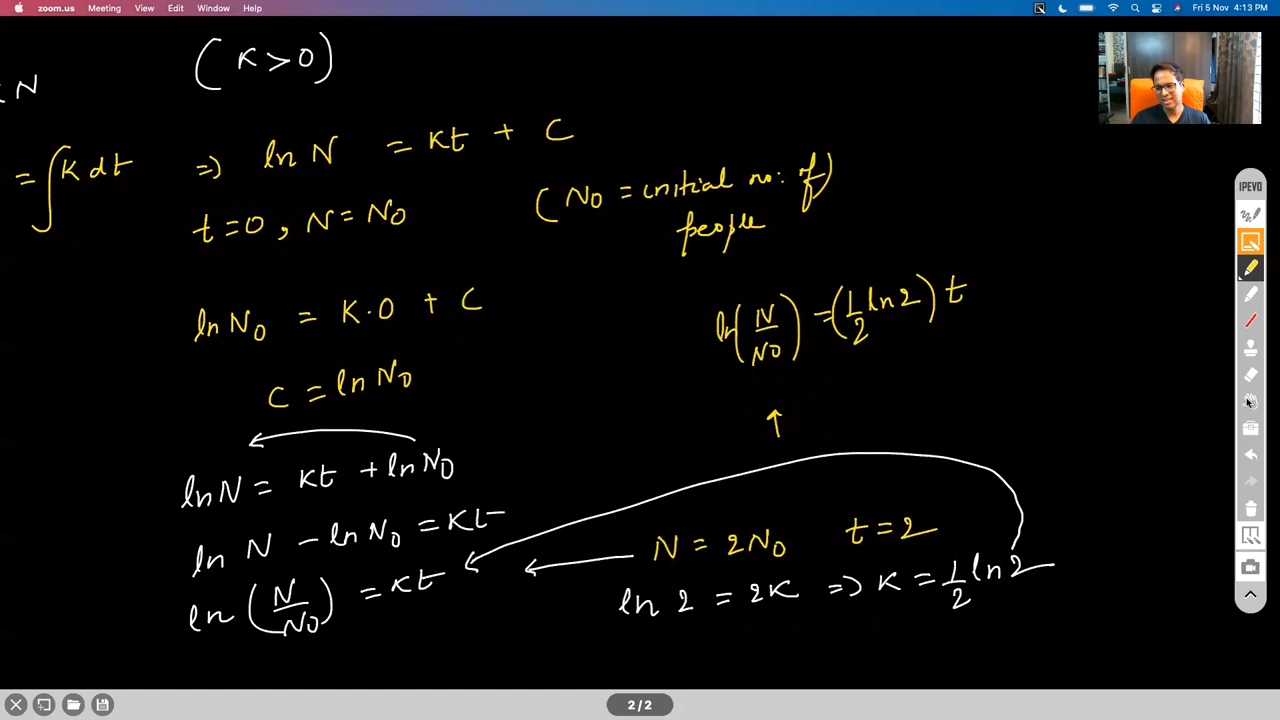 zoom.us Meeting View Edit Window Help Fri 5 Nov 4:13 PM
N (K > 0)
= ∫ K dt ⇒ ln N = Kt + C
t = 0 , N = N0 ( N0 = initial no: of people )
ln N0 = K·0 + C
ln(N/N0) = (1/2 ln 2) t
C = ln N0
ln N = Kt + ln N0
ln N - ln N0 = Kt
N = 2N0 t = 2
ln (N/N0) = Kt
ln 2 = 2K ⇒ K = 1/2 ln 2
IPEVO
2/2